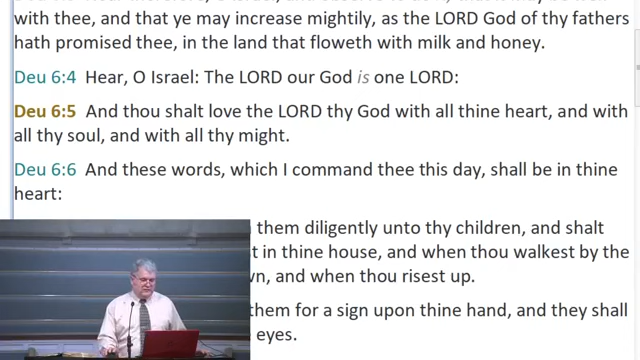 with thee, and that ye may increase mightily, as the LORD God of thy fathers
hath promised thee, in the land that floweth with milk and honey.
Deu 6:4 Hear, O Israel: The LORD our God is one LORD:
Deu 6:5 And thou shalt love the LORD thy God with all thine heart, and with
all thy soul, and with all thy might.
Deu 6:6 And these words, which I command thee this day, shall be in thine
heart:
them diligently unto thy children, and shalt
in thine house, and when thou walkest by the
and when thou risest up.
them for a sign upon thine hand, and they shall
eyes.